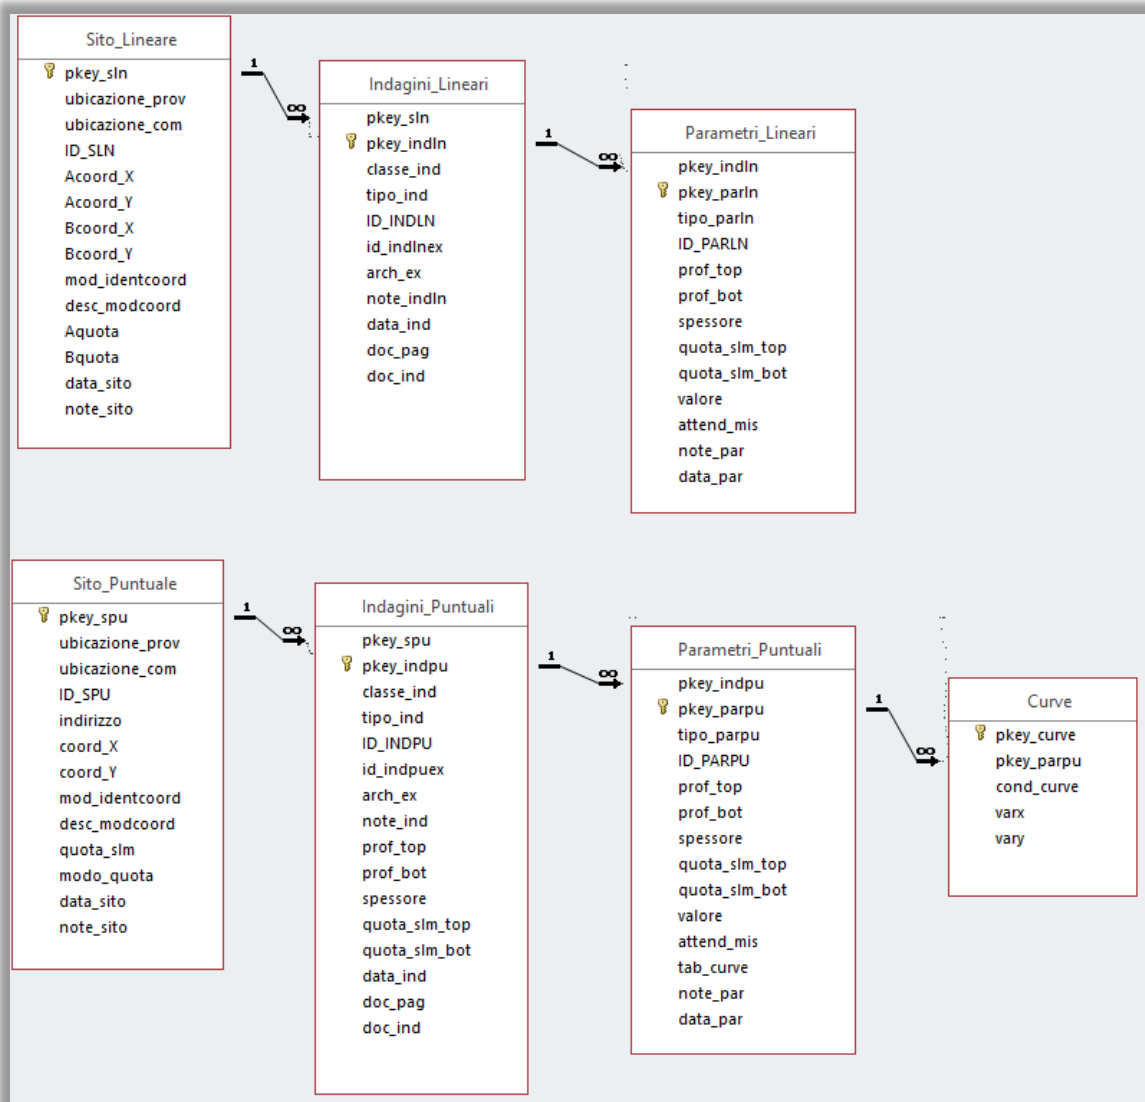 Sito_Lineare
pkey_sln
ubicazione_prov
ubicazione_com
ID_SLN
Acoord_X
Acoord_Y
Bcoord_X
Bcoord_Y
mod_identcoord
desc_modcoord
Aquota
Bquota
data_sito
note_sito
1
∞
Indagini_Lineari
pkey_sln
pkey_indln
classe_ind
tipo_ind
ID_INDLN
id_indlnex
arch_ex
note_indln
data_ind
doc_pag
doc_ind
1
∞
Parametri_Lineari
pkey_indln
pkey_parln
tipo_parln
ID_PARLN
prof_top
prof_bot
spessore
quota_slm_top
quota_slm_bot
valore
attend_mis
note_par
data_par
Sito_Puntuale
pkey_spu
ubicazione_prov
ubicazione_com
ID_SPU
indirizzo
coord_X
coord_Y
mod_identcoord
desc_modcoord
quota_slm
modo_quota
data_sito
note_sito
1
∞
Indagini_Puntuali
pkey_spu
pkey_indpu
classe_ind
tipo_ind
ID_INDPU
id_indpuex
arch_ex
note_ind
prof_top
prof_bot
spessore
quota_slm_top
quota_slm_bot
data_ind
doc_pag
doc_ind
1
∞
Parametri_Puntuali
pkey_indpu
pkey_parpu
tipo_parpu
ID_PARPU
prof_top
prof_bot
spessore
quota_slm_top
quota_slm_bot
valore
attend_mis
tab_curve
note_par
data_par
1
∞
Curve
pkey_curve
pkey_parpu
cond_curve
varx
vary